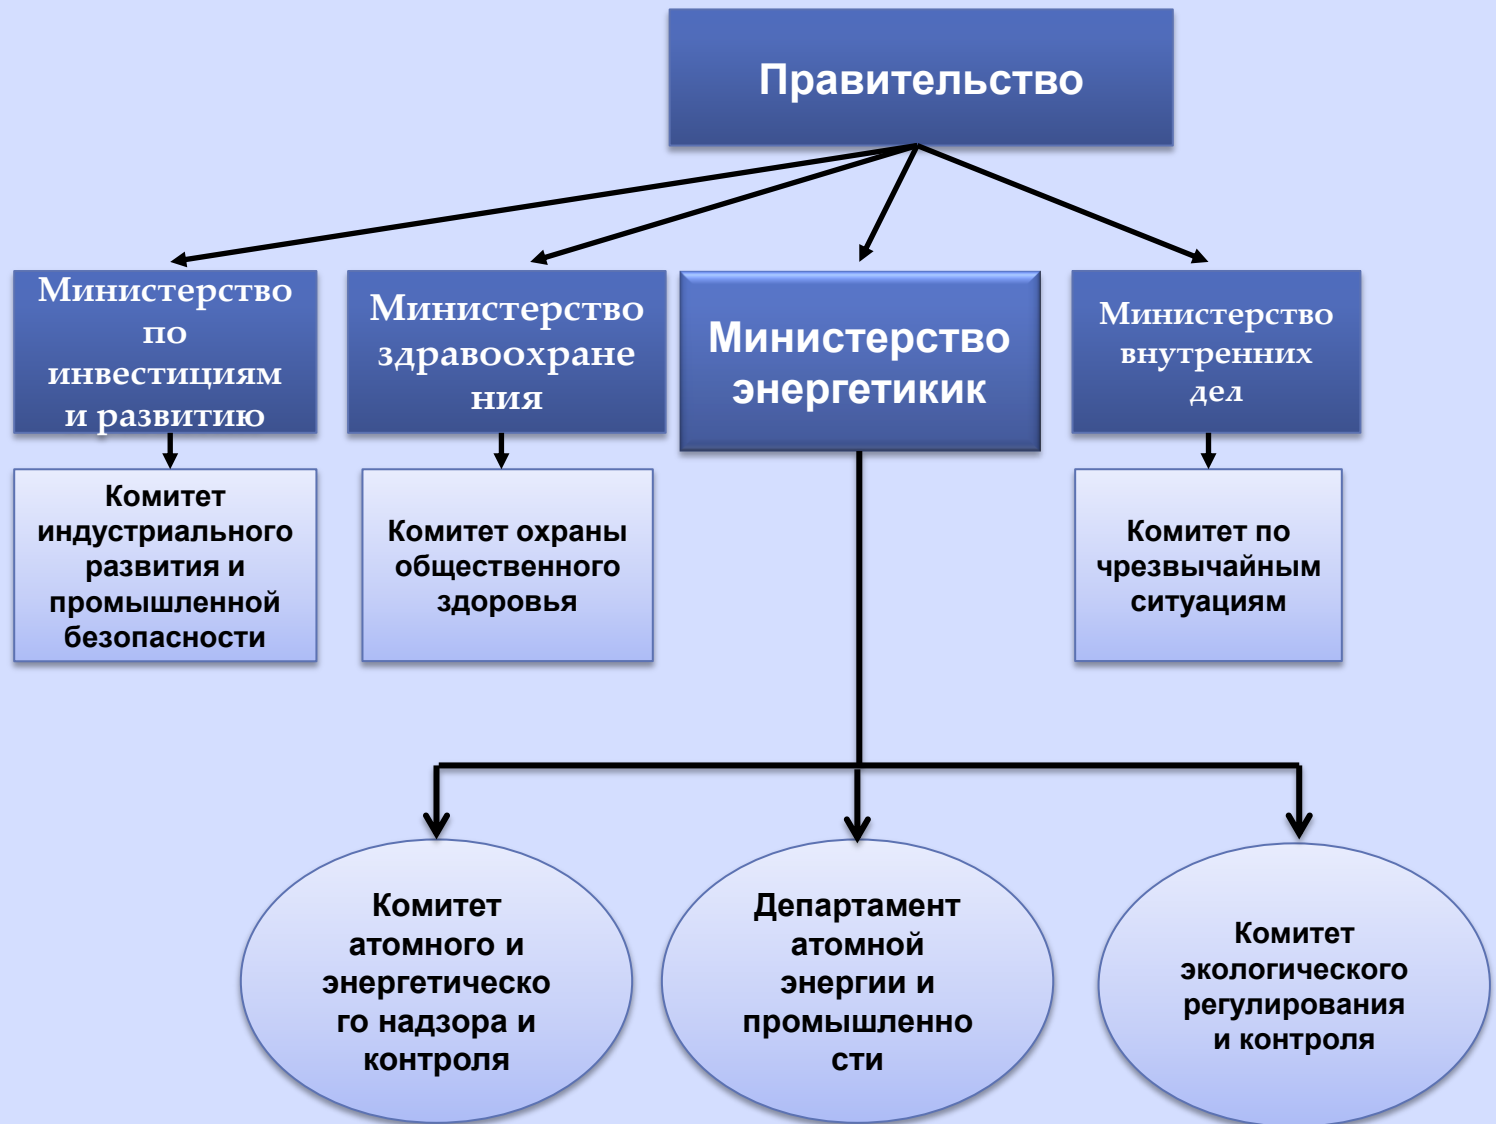 Правительство
Министерство
по
инвестициям
и развитию
Министерство
здравоохране
ния
Министерство
энергетикик
Министерство
внутренних
дел
Комитет
индустриального
развития и
промышленной
безопасности
Комитет охраны
общественного
здоровья
Комитет по
чрезвычайным
ситуациям
Комитет
атомного и
энергетическо
го надзора и
контроля
Департамент
атомной
энергии и
промышленно
сти
Комитет
экологического
регулирования
и контроля